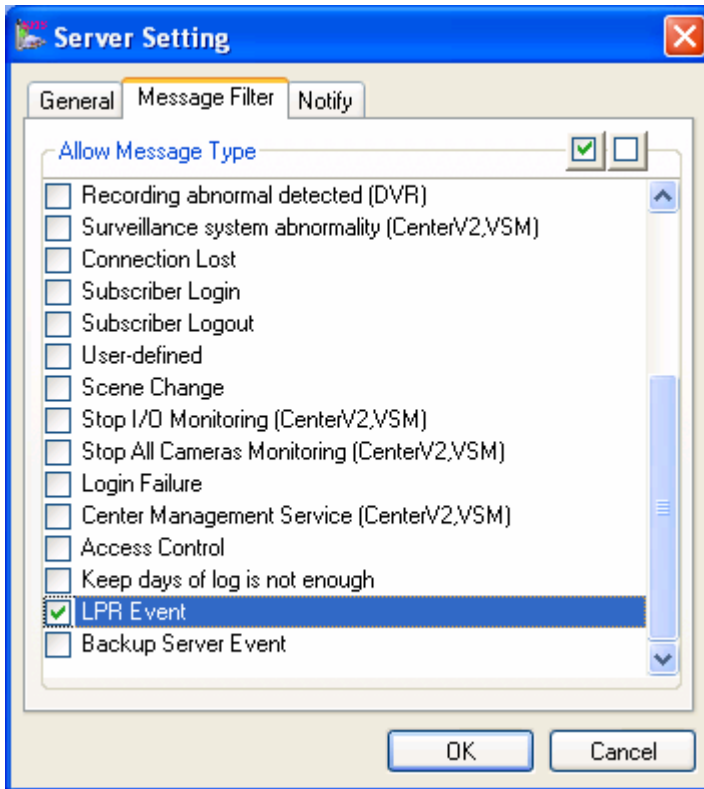 Server Setting
General Message Filter Notify
Allow Message Type
Recording abnormal detected (DVR)
Surveillance system abnormality (CenterV2,VSM)
Connection Lost
Subscriber Login
Subscriber Logout
User-defined
Scene Change
Stop I/O Monitoring (CenterV2,VSM)
Stop All Cameras Monitoring (CenterV2,VSM)
Login Failure
Center Management Service (CenterV2,VSM)
Access Control
Keep days of log is not enough
LPR Event
Backup Server Event
OK Cancel